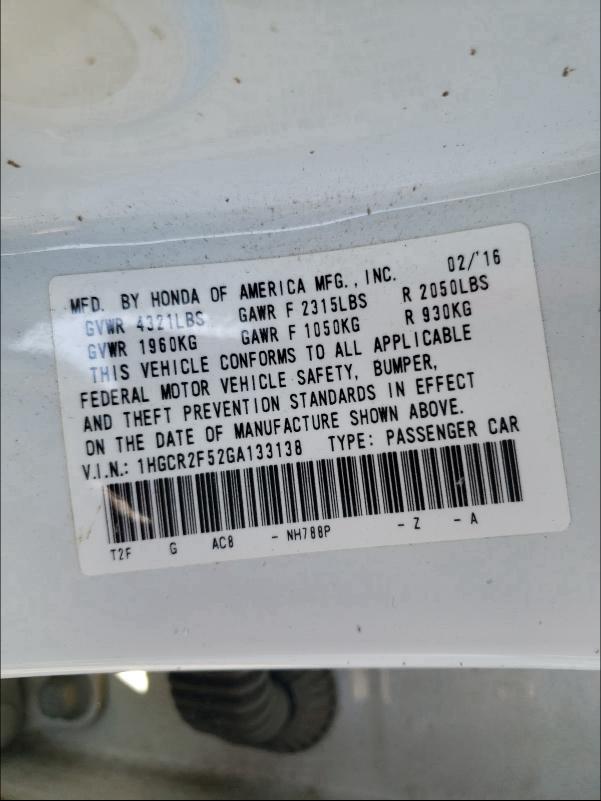 MFD. BY HONDA OF AMERICA MFG., INC. 02/'16
GVWR 4321LBS GAWR F 2315LBS R 2050LBS
GVWR 1960KG GAWR F 1050KG R 930KG
THIS VEHICLE CONFORMS TO ALL APPLICABLE
FEDERAL MOTOR VEHICLE SAFETY, BUMPER,
AND THEFT PREVENTION STANDARDS IN EFFECT
ON THE DATE OF MANUFACTURE SHOWN ABOVE.
V.I.N.: 1HGCR2F52GA133138 TYPE: PASSENGER CAR
T2F G AC8 - NH788P - Z - A